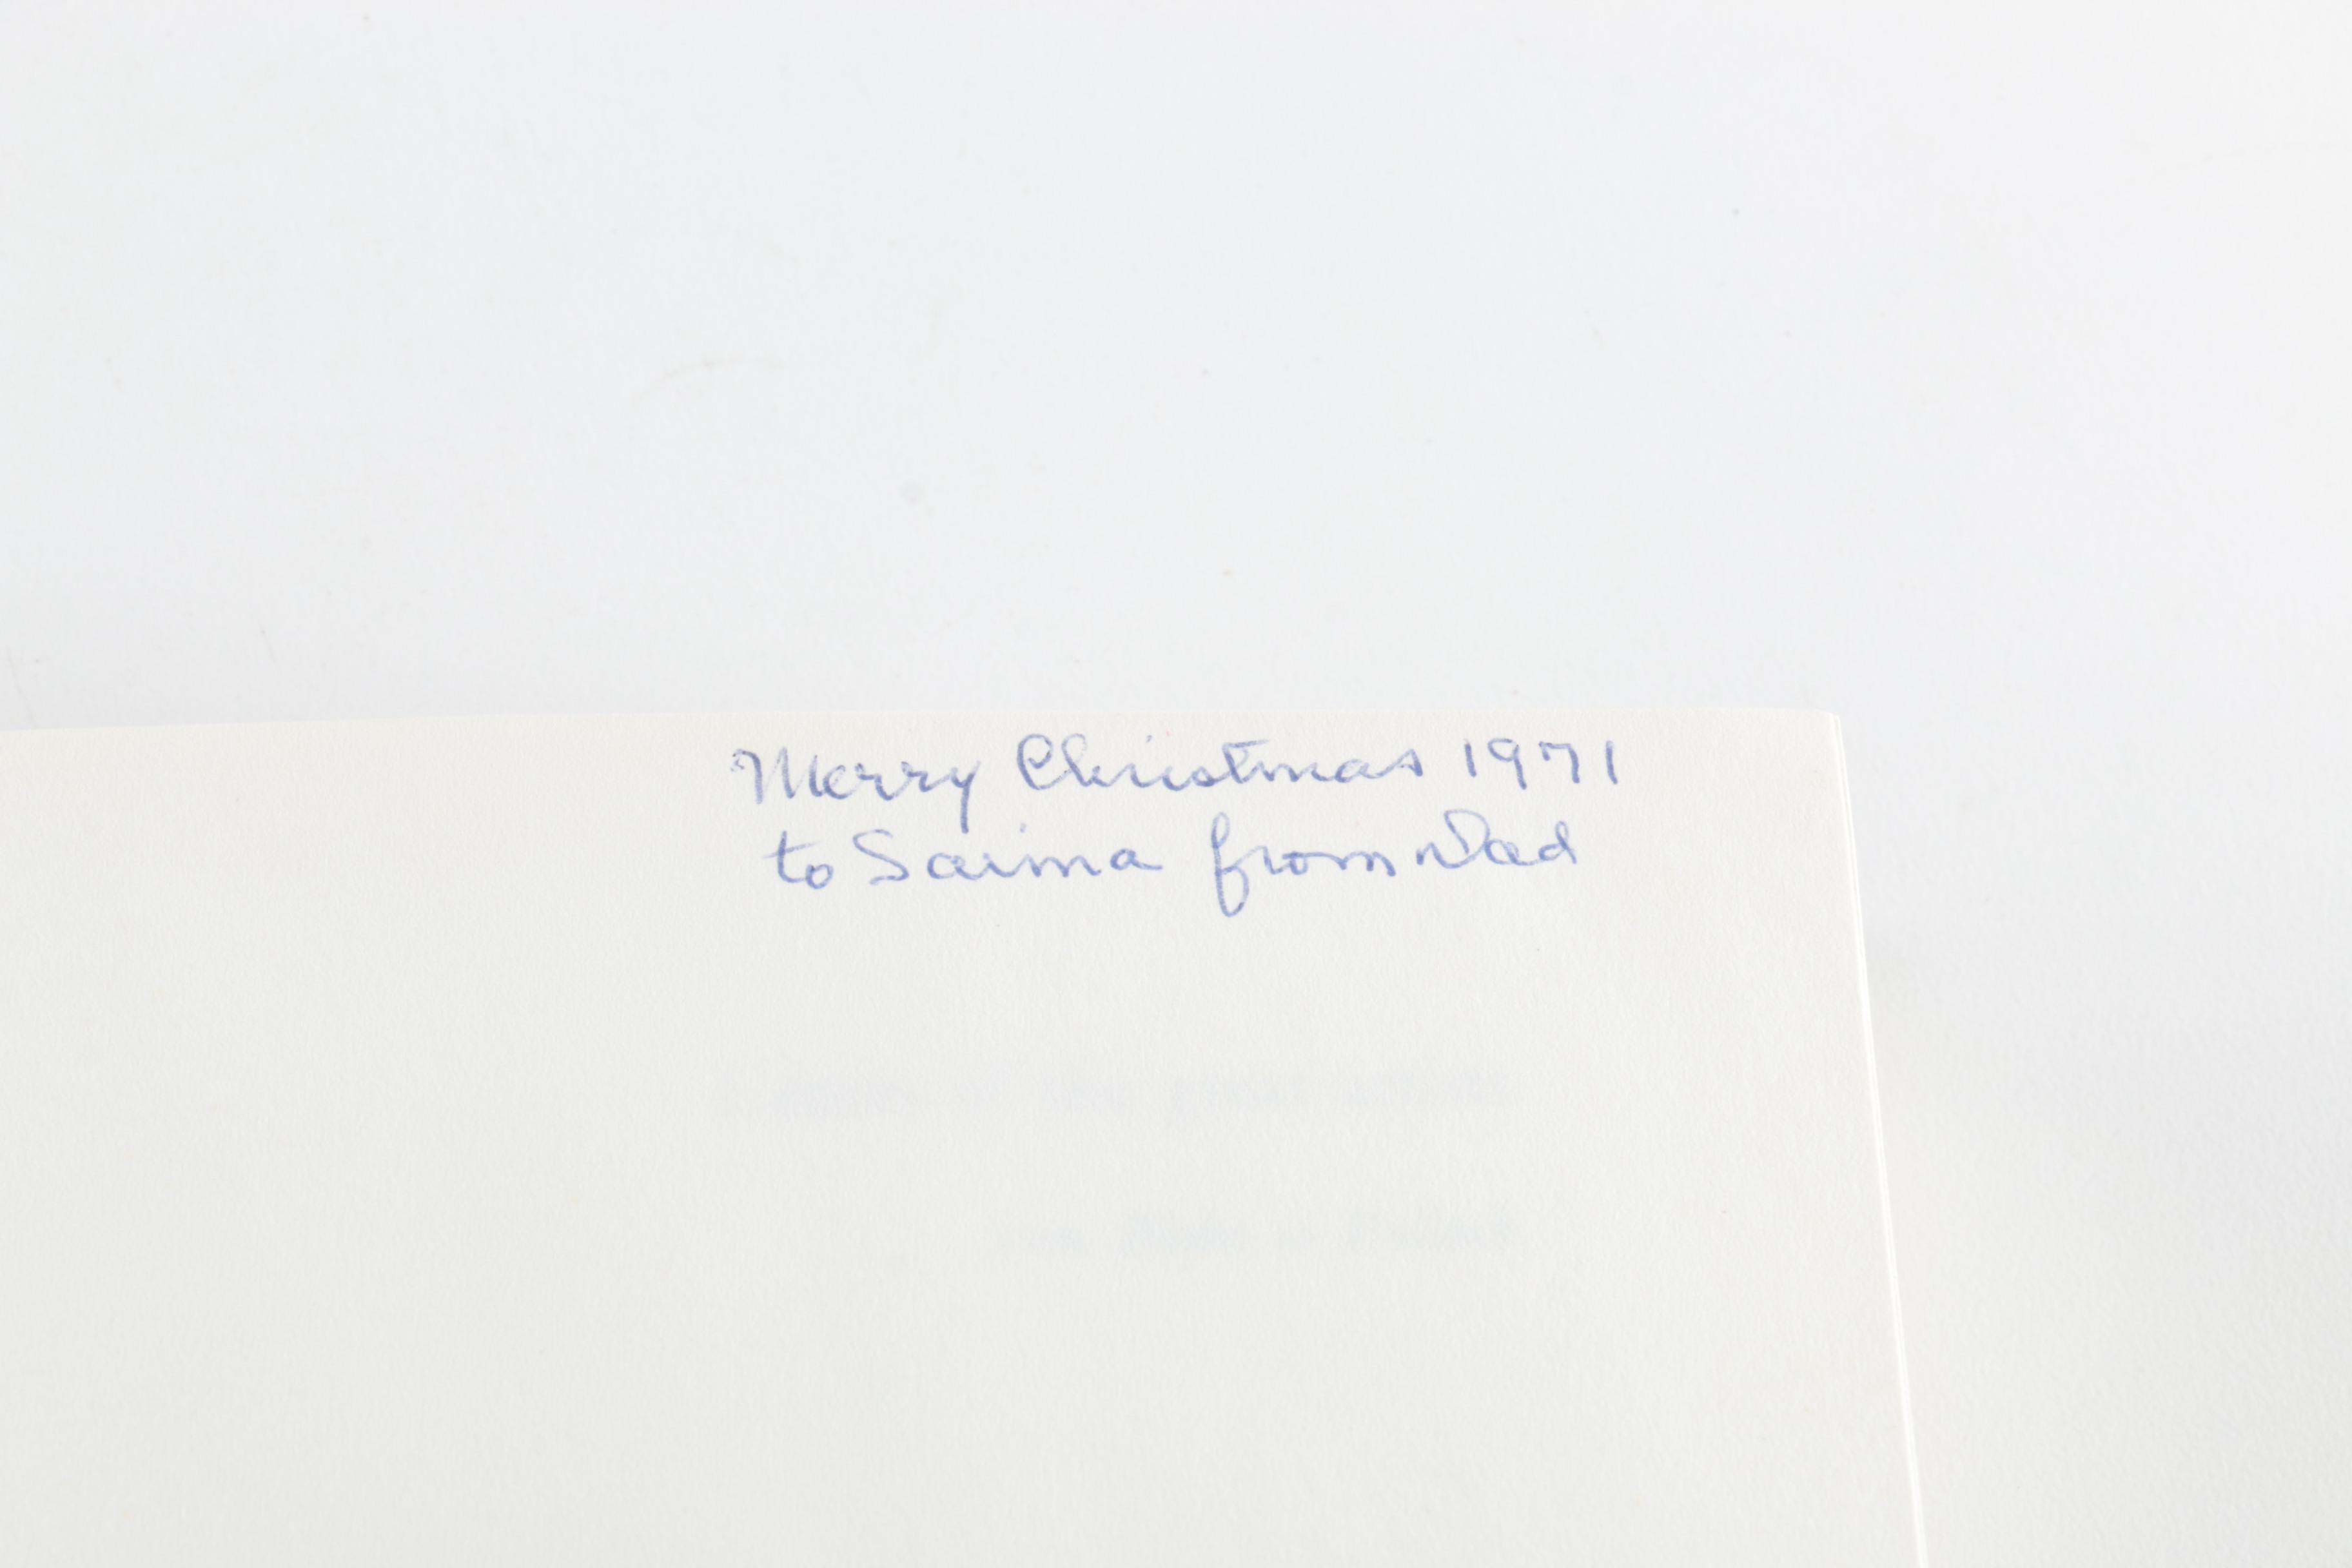 Merry Christmas 1971
to Saima from Dad